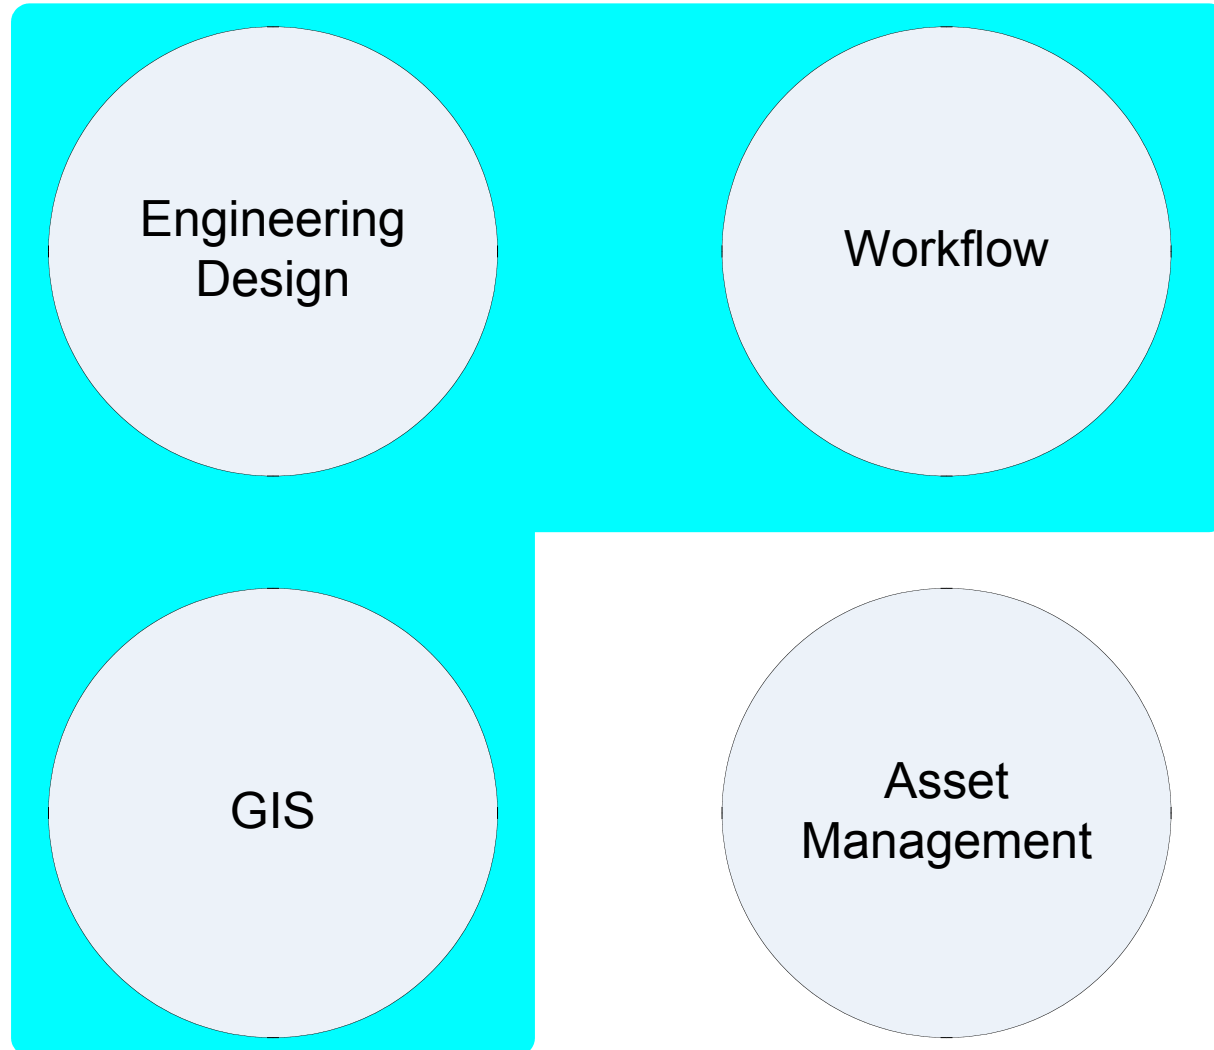 Engineering
Design
Workflow
GIS
Asset
Management